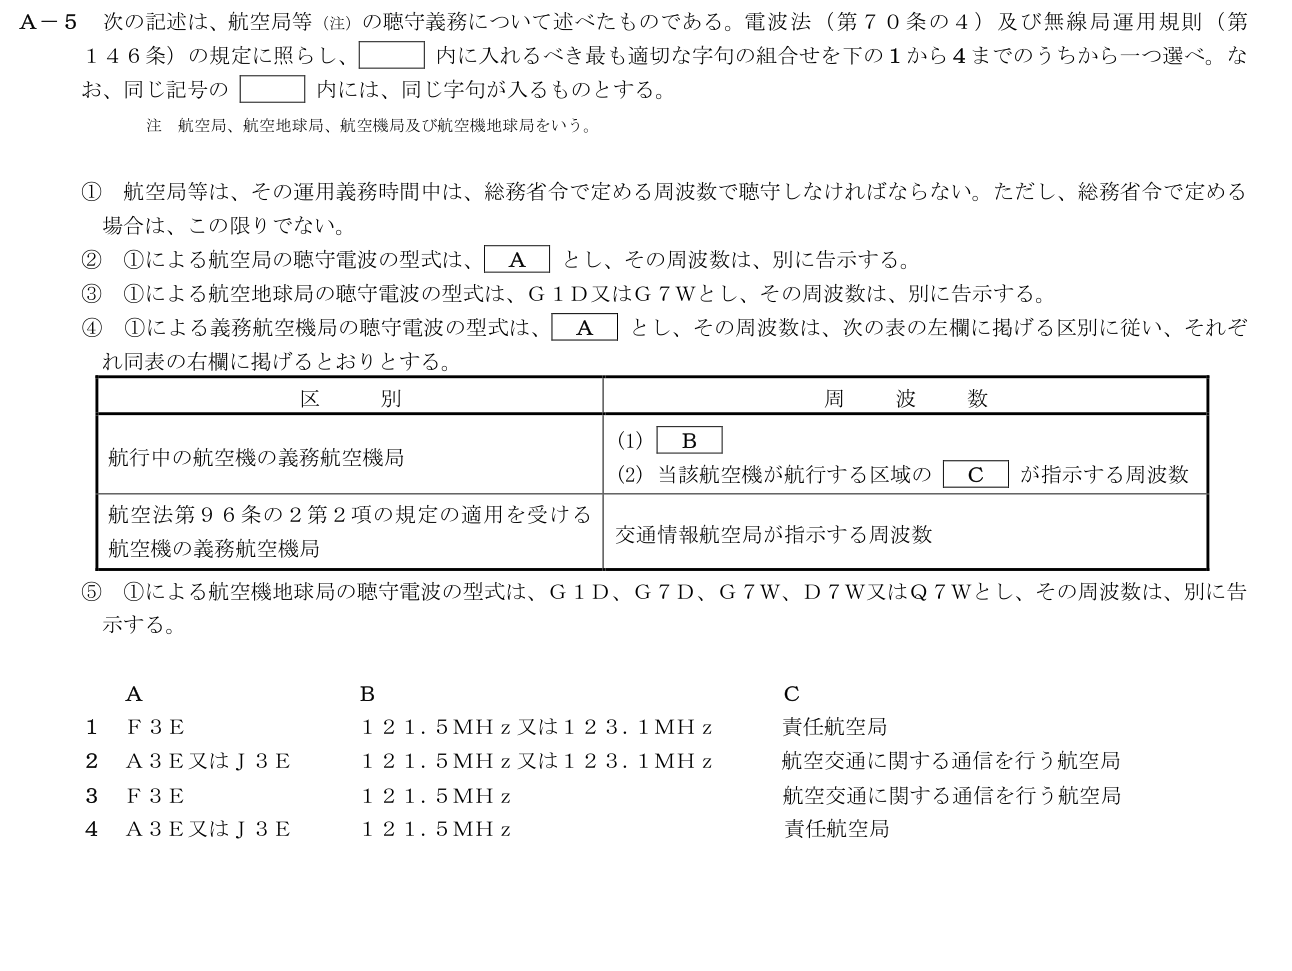 Ａ－５　次の記述は、航空局等（注）の聴守義務について述べたものである。電波法（第７０条の４）及び無線局運用規則（第
１４６条）の規定に照らし、　　　内に入れるべき最も適切な字句の組合せを下の１から４までのうちから一つ選べ。な
お、同じ記号の　　　内には、同じ字句が入るものとする。
注　航空局、航空地球局、航空機局及び航空機地球局をいう。
①　航空局等は、その運用義務時間中は、総務省令で定める周波数で聴守しなければならない。ただし、総務省令で定める
場合は、この限りでない。
②　①による航空局の聴守電波の型式は、　A　とし、その周波数は、別に告示する。
③　①による航空地球局の聴守電波の型式は、Ｇ１Ｄ又はＧ７Ｗとし、その周波数は、別に告示する。
④　①による義務航空機局の聴守電波の型式は、　A　とし、その周波数は、次の表の左欄に掲げる区別に従い、それぞ
れ同表の右欄に掲げるとおりとする。
区　　　別　　　周　　波　　数
航行中の航空機の義務航空機局
(1)　B
(2)　当該航空機が航行する区域の　C　が指示する周波数
航空法第９６条の２第２項の規定の適用を受ける
航空機の義務航空機局
交通情報航空局が指示する周波数
⑤　①による航空機地球局の聴守電波の型式は、Ｇ１Ｄ、Ｇ７Ｄ、Ｇ７Ｗ、Ｄ７Ｗ又はＱ７Ｗとし、その周波数は、別に告
示する。
A　　　B　　　C
１　Ｆ３Ｅ　　　１２１.５MHｚ又は１２３.１MHｚ　　　責任航空局
２　Ａ３Ｅ又はＪ３Ｅ　　　１２１.５MHｚ又は１２３.１MHｚ　　　航空交通に関する通信を行う航空局
３　Ｆ３Ｅ　　　１２１.５MHｚ　　　航空交通に関する通信を行う航空局
４　Ａ３Ｅ又はＪ３Ｅ　　　１２１.５MHｚ　　　責任航空局